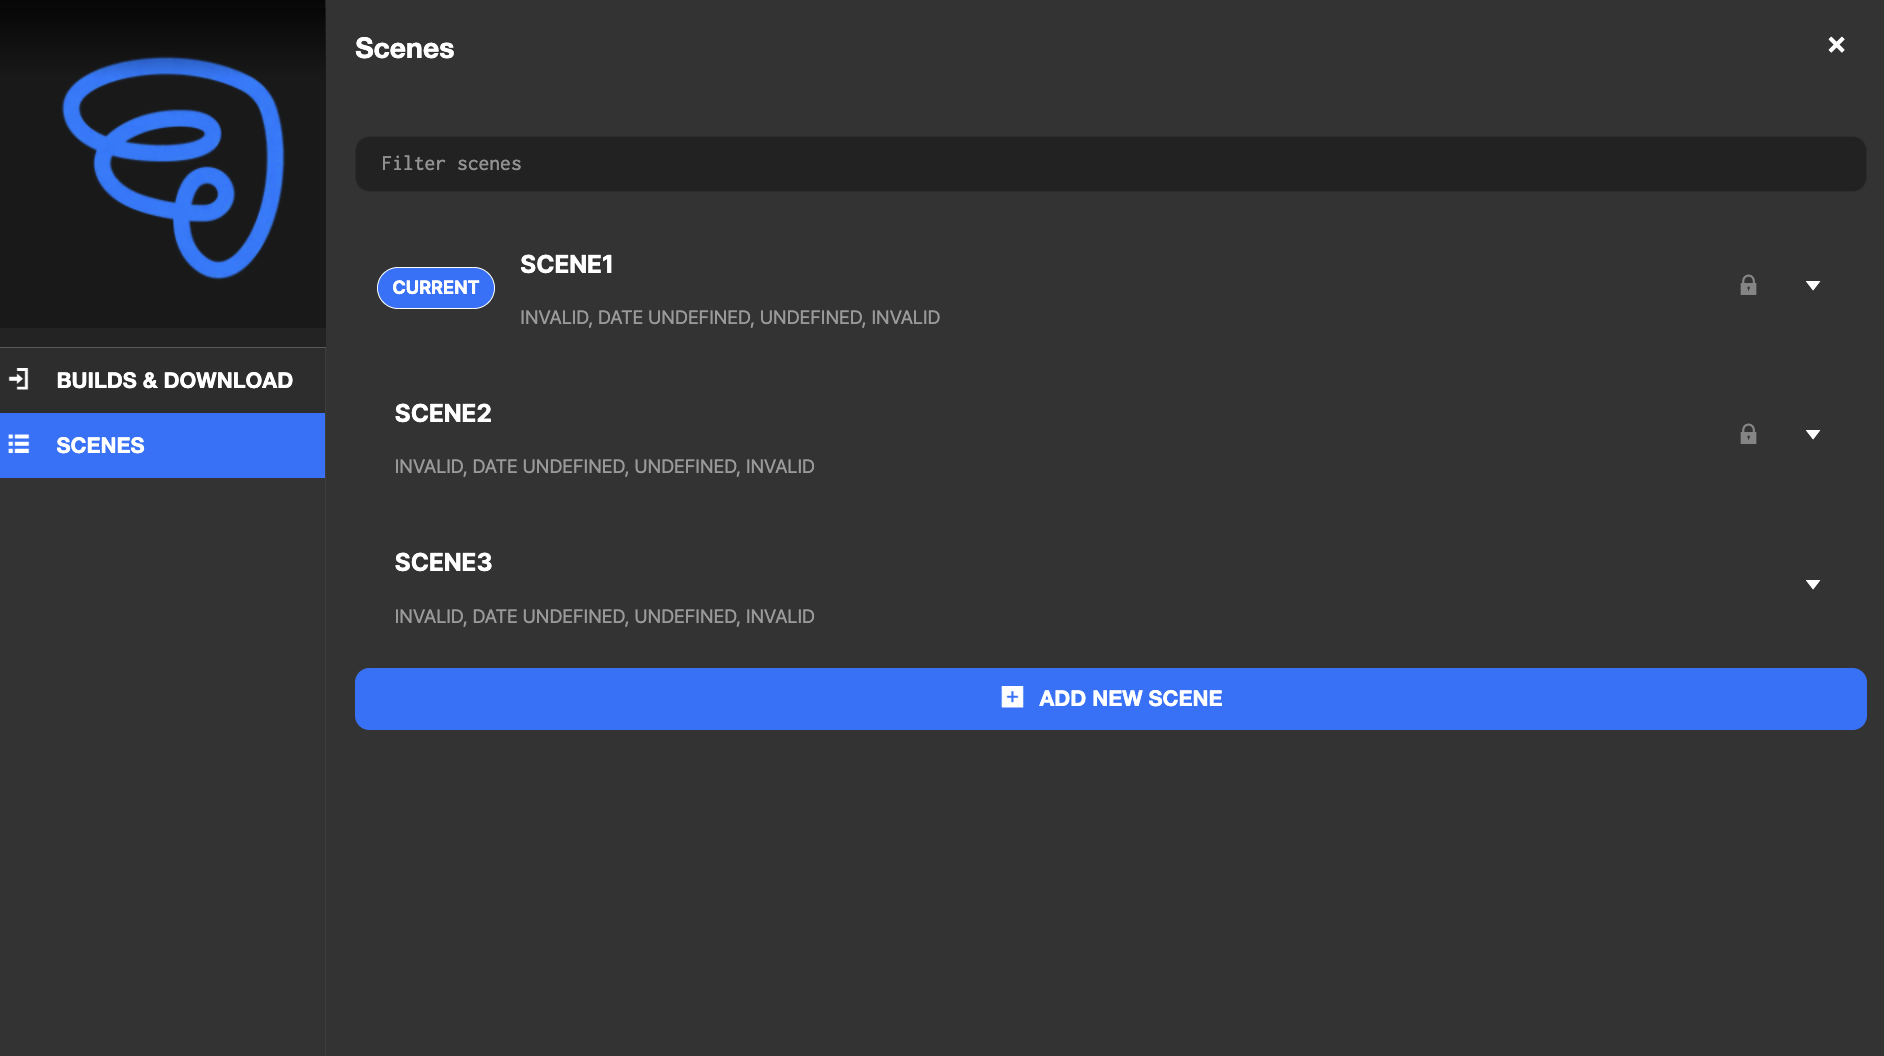 Scenes
Filter scenes
CURRENT
SCENE1
INVALID, DATE UNDEFINED, UNDEFINED, INVALID
BUILDS & DOWNLOAD
SCENES
SCENE2
INVALID, DATE UNDEFINED, UNDEFINED, INVALID
SCENE3
INVALID, DATE UNDEFINED, UNDEFINED, INVALID
ADD NEW SCENE